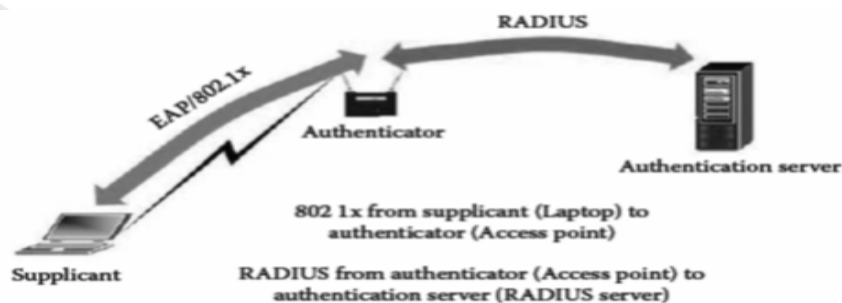 RADIUS
EAP/802.1x
Authenticator
Authentication server
802 1x from supplicant (Laptop) to
authenticator (Access point)
Supplicant
RADIUS from authenticator (Access point) to
authentication server (RADIUS server)